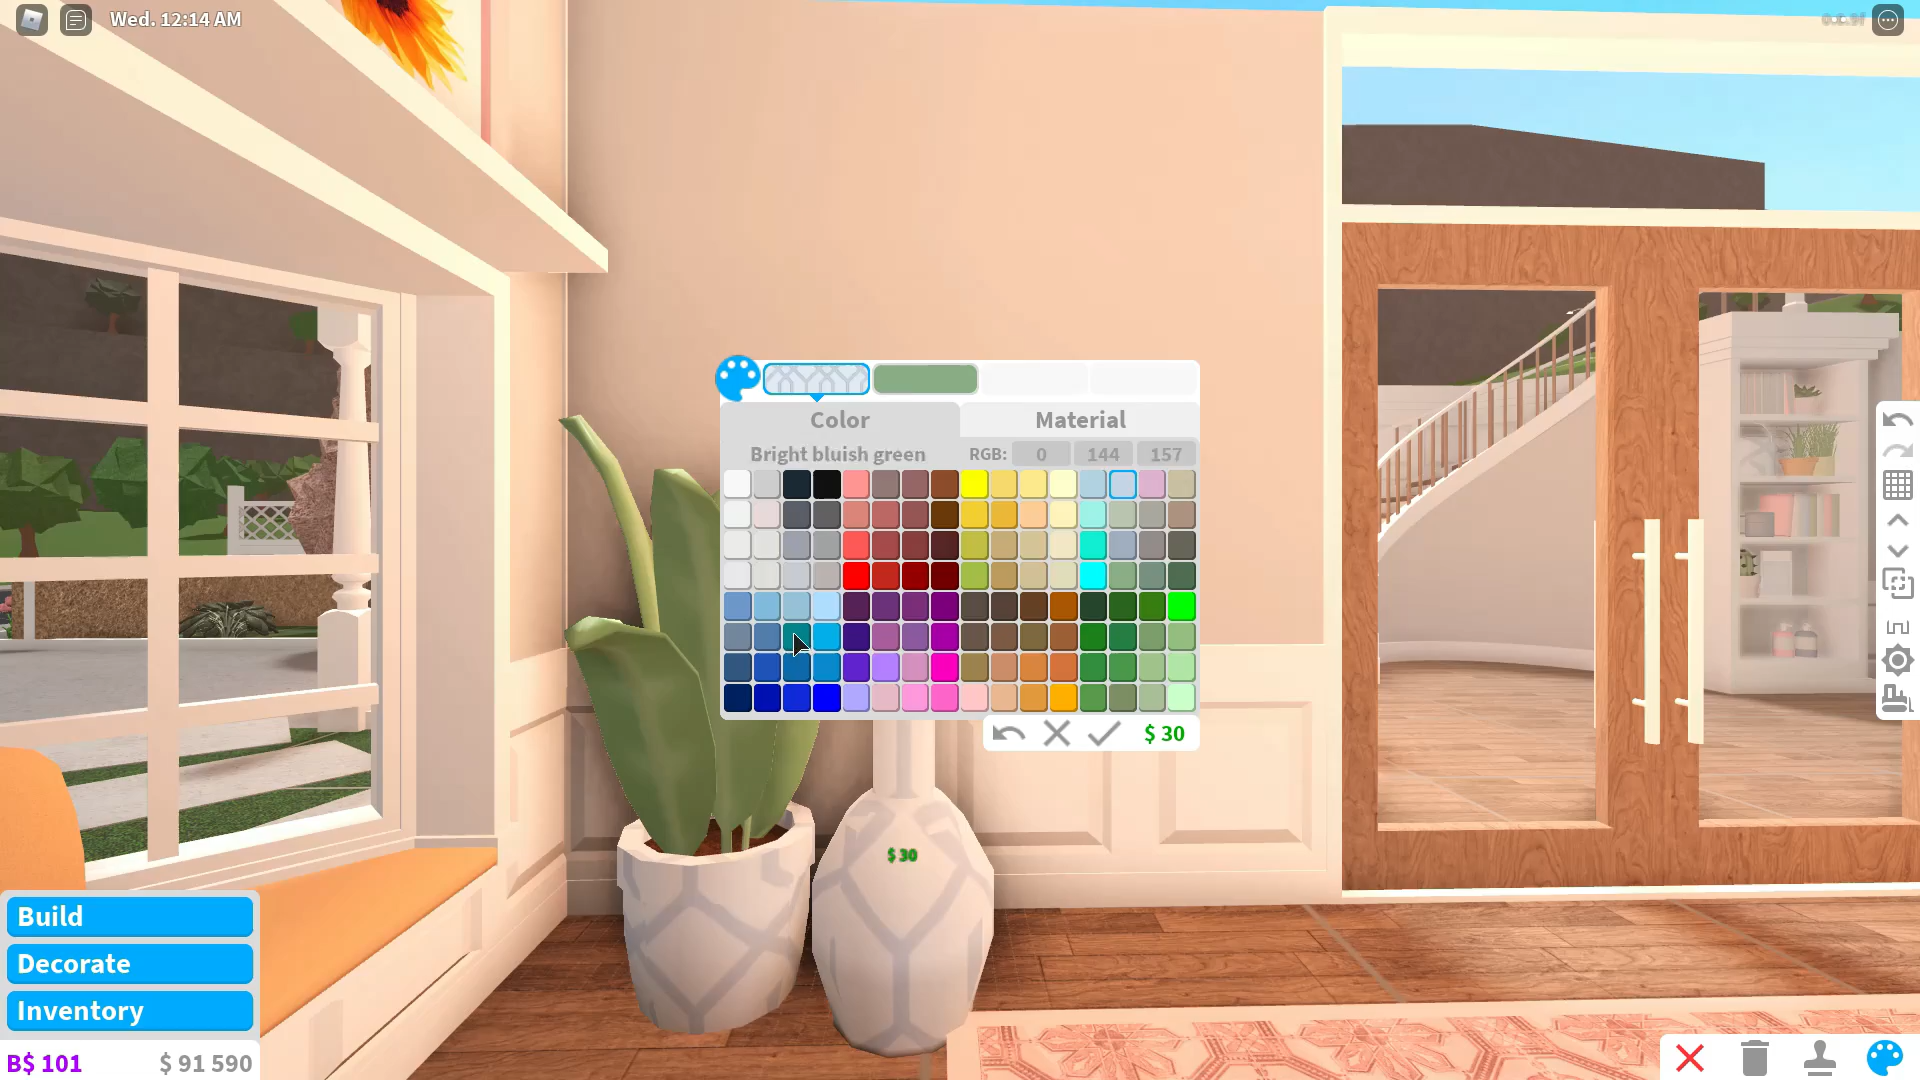 Wed. 12:14 AM
Color
Material
Bright bluish green
RGB:
0
144
157
$ 30
$ 30
Build
Decorate
Inventory
B$ 101
$ 91 590